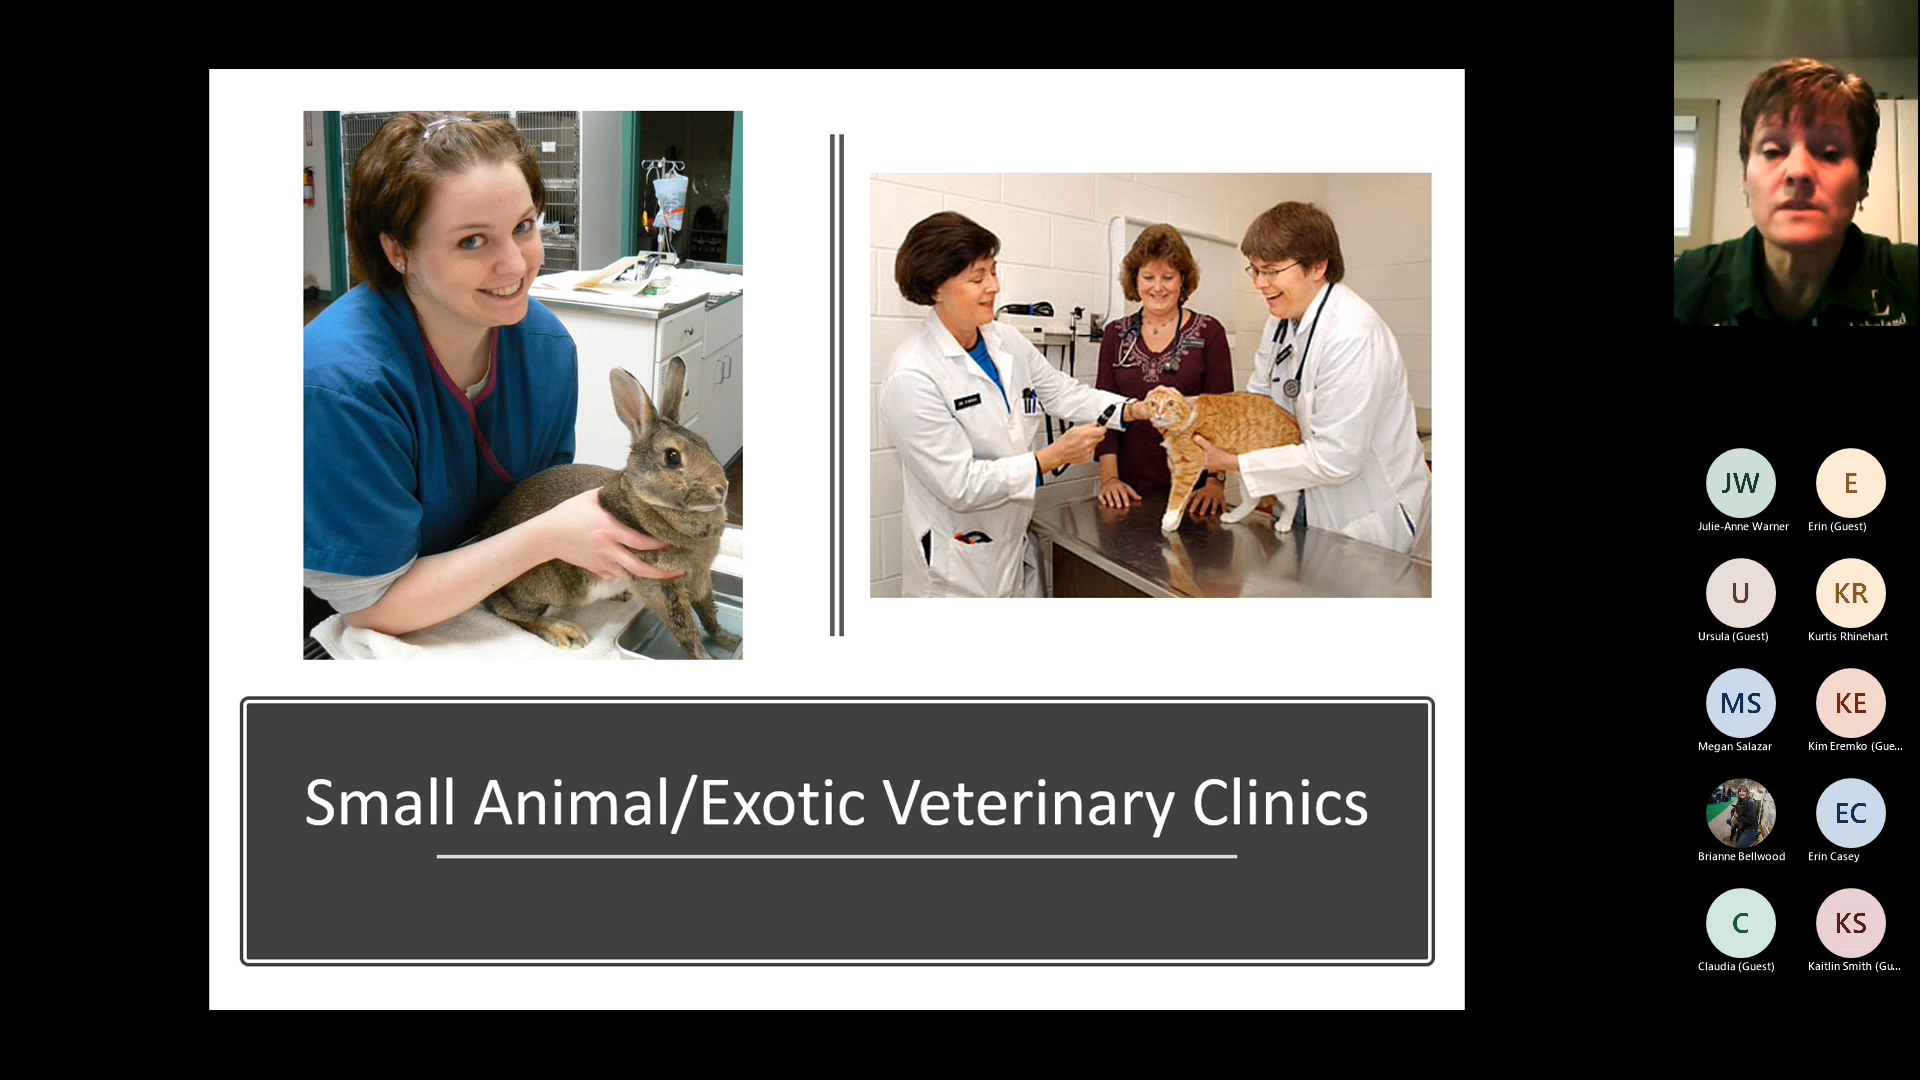 Small Animal/Exotic Veterinary Clinics
JW
Julie-Anne Warner
E
Erin (Guest)
U
Ursula (Guest)
KR
Kurtis Rhinehart
MS
Megan Salazar
KE
Kim Eremko (Gue...
Brianne Bellwood
EC
Erin Casey
C
Claudia (Guest)
KS
Kaitlin Smith (Gu...